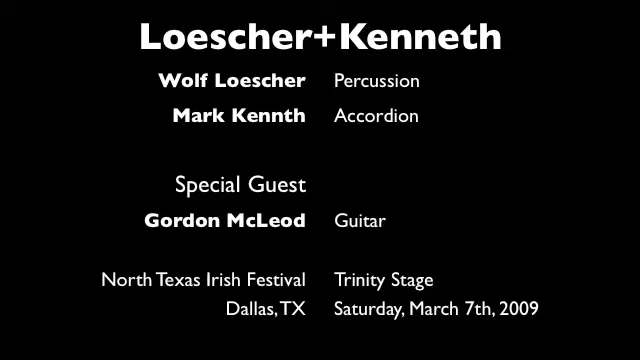 Loescher+Kenneth
Wolf Loescher Percussion
Mark Kennth Accordion
Special Guest
Gordon McLeod Guitar
North Texas Irish Festival Trinity Stage
Dallas, TX Saturday, March 7th, 2009